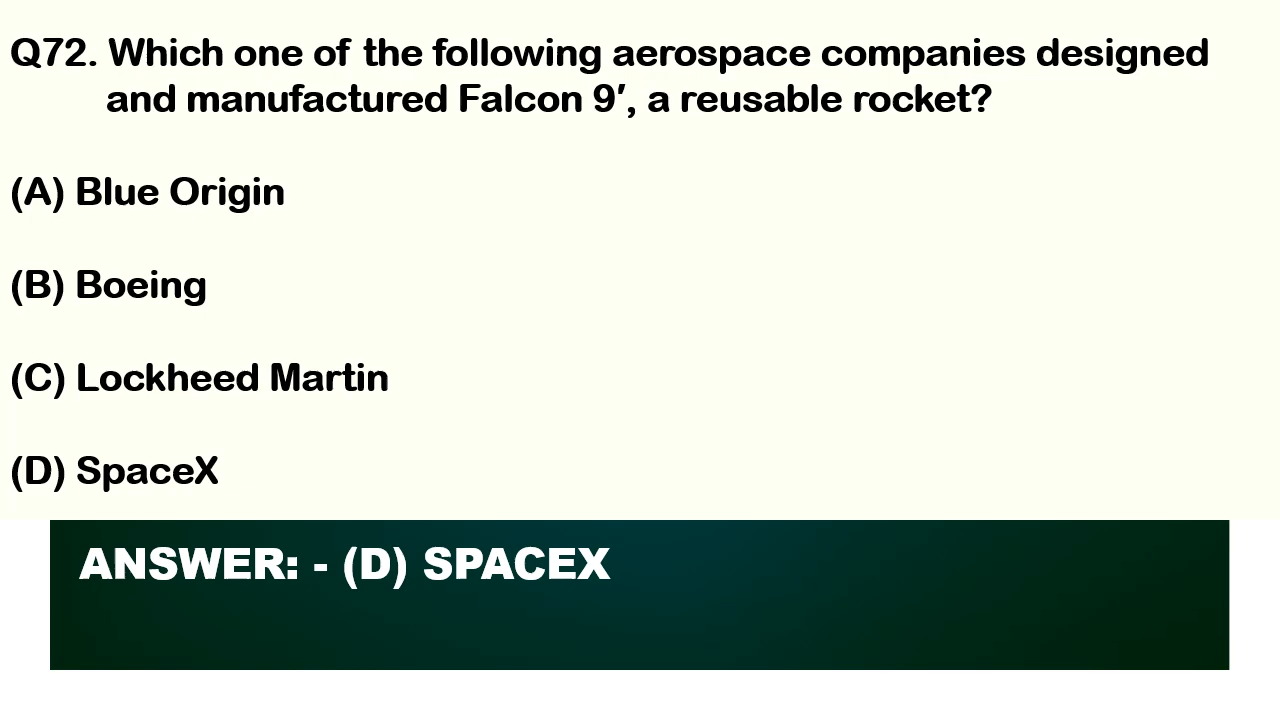 Q72. Which one of the following aerospace companies designed
and manufactured Falcon 9′, a reusable rocket?
(A) Blue Origin
(B) Boeing
(C) Lockheed Martin
(D) SpaceX
ANSWER: - (D) SPACEX